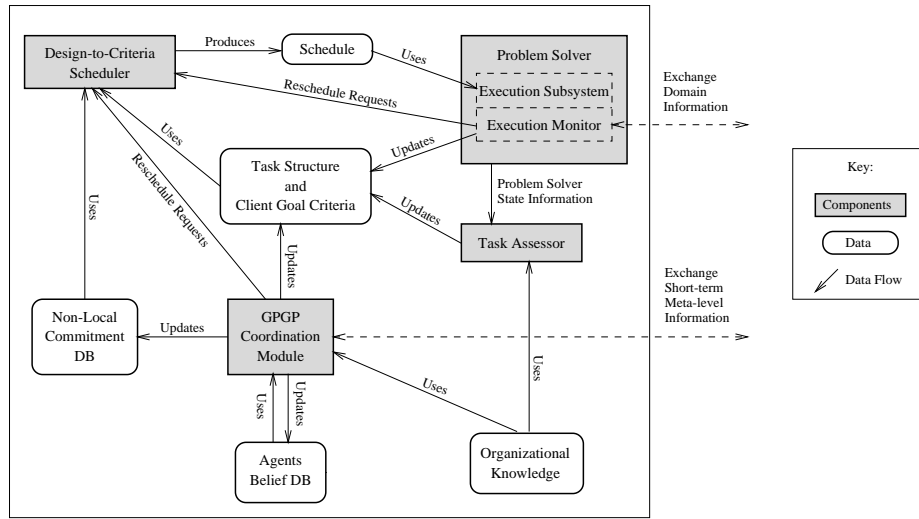 Design-to-Criteria
Scheduler
Produces
Schedule
Uses
Problem Solver
Execution Subsystem
Execution Monitor
Exchange
Domain
Information
Reschedule Requests
Updates
Uses
Task Structure
and
Client Goal Criteria
Problem Solver
State Information
Updates
Task Assessor
Key:
Components
Data
Data Flow
Reschedule Requests
Uses
Updates
Exchange
Short-term
Meta-level
Information
Non-Local
Commitment
DB
Updates
GPGP
Coordination
Module
Uses
Uses
Uses
Updates
Agents
Belief DB
Organizational
Knowledge